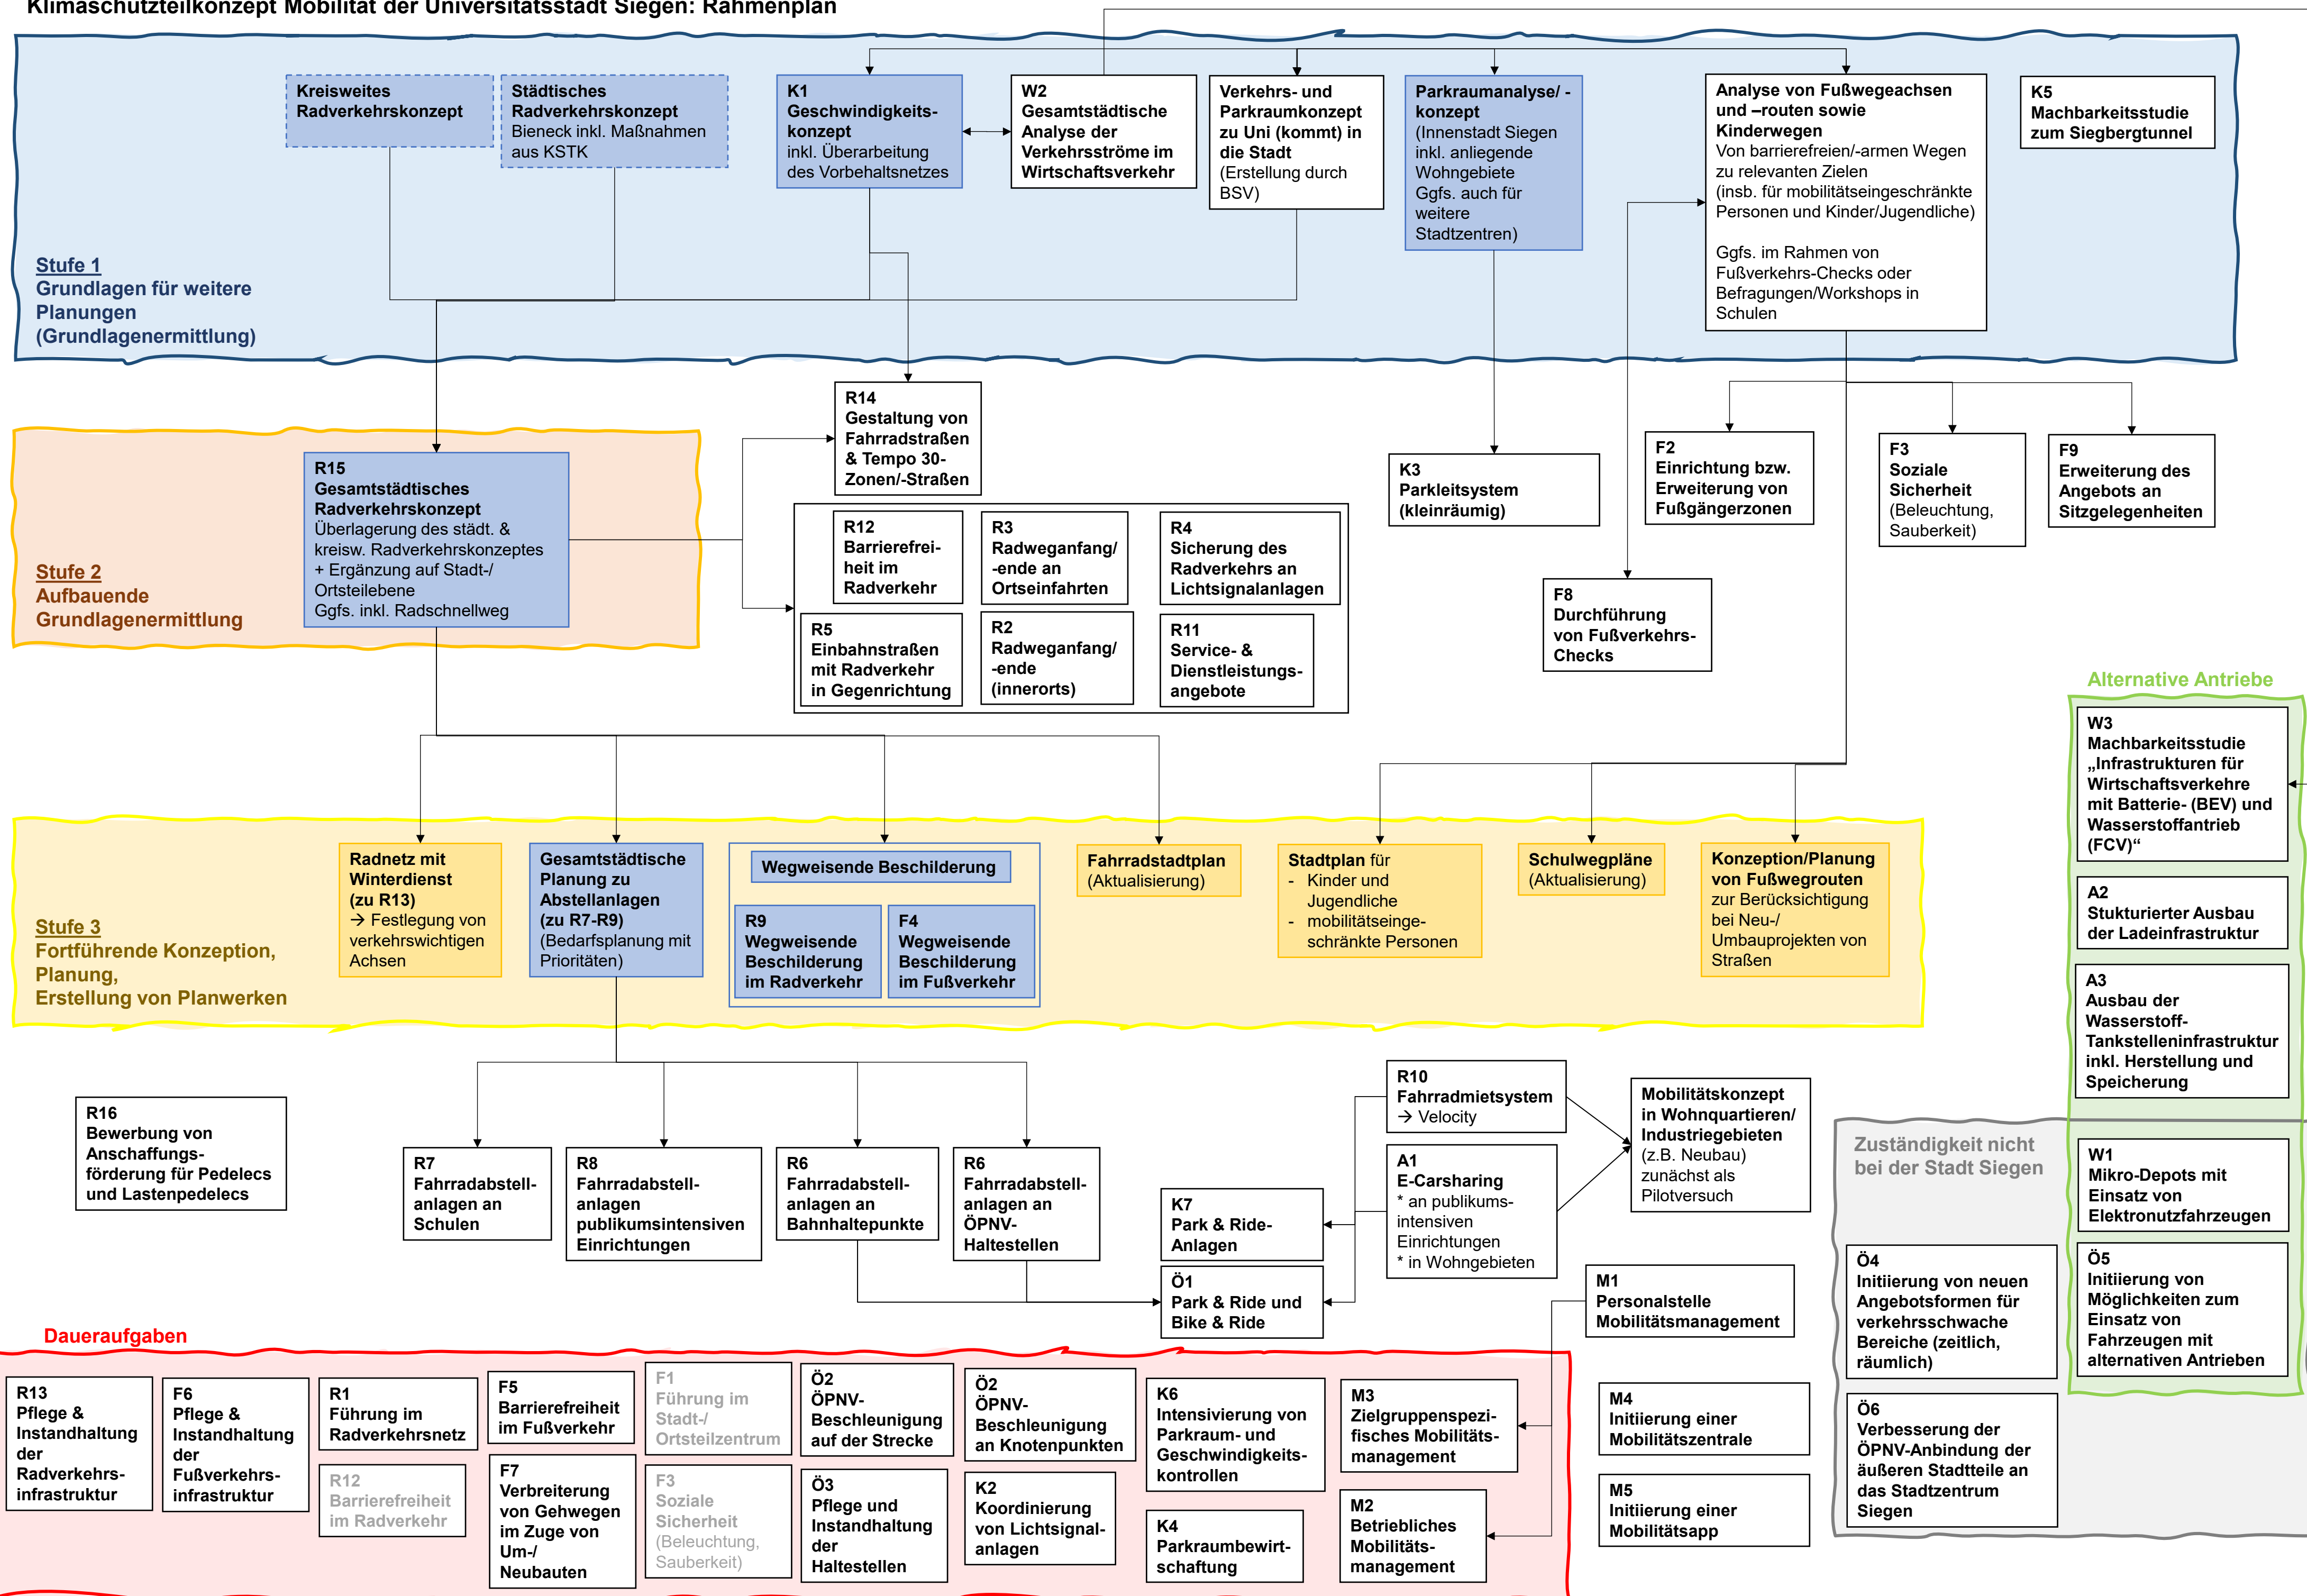 Klimaschutzteilkonzept Mobilität der Universitätsstadt Siegen: Rahmenplan
Kreisweites
Radverkehrskonzept
Städtisches
Radverkehrskonzept
Bieneck inkl. Maßnahmen
aus KSTK
K1
Geschwindigkeits-
konzept
inkl. Überarbeitung
des Vorbehaltsnetzes
W2
Gesamtstädtische
Analyse der
Verkehrsströme im
Wirtschaftsverkehr
Verkehrs- und
Parkraumkonzept
zu Uni (kommt) in
die Stadt
(Erstellung durch
BSV)
Parkraumanalyse/ -
konzept
(Innenstadt Siegen
inkl. anliegende
Wohngebiete
Ggfs. auch für
weitere
Stadtzentren)
Analyse von Fußwegeachsen
und –routen sowie
Kinderwegen
Von barrierefreien/-armen Wegen
zu relevanten Zielen
(insb. für mobilitätseingeschränkte
Personen und Kinder/Jugendliche)
Ggfs. im Rahmen von
Fußverkehrs-Checks oder
Befragungen/Workshops in
Schulen
K5
Machbarkeitsstudie
zum Siegbergtunnel
Stufe 1
Grundlagen für weitere
Planungen
(Grundlagenermittlung)
R14
Gestaltung von
Fahrradstraßen
& Tempo 30-
Zonen/-Straßen
K3
Parkleitsystem
(kleinräumig)
F2
Einrichtung bzw.
Erweiterung von
Fußgängerzonen
F3
Soziale
Sicherheit
(Beleuchtung,
Sauberkeit)
F9
Erweiterung des
Angebots an
Sitzgelegenheiten
Stufe 2
Aufbauende
Grundlagenermittlung
R15
Gesamtstädtisches
Radverkehrskonzept
Überlagerung des städt. &
kreisw. Radverkehrskonzeptes
+ Ergänzung auf Stadt-/
Ortsteilebene
Ggfs. inkl. Radschnellweg
R12
Barrierefrei-
heit im
Radverkehr
R3
Radweganfang/
-ende an
Ortseinfahrten
R4
Sicherung des
Radverkehrs an
Lichtsignalanlagen
R5
Einbahnstraßen
mit Radverkehr
in Gegenrichtung
R2
Radweganfang/
-ende
(innerorts)
R11
Service- &
Dienstleistungs-
angebote
F8
Durchführung
von Fußverkehrs-
Checks
Alternative Antriebe
W3
Machbarkeitsstudie
„Infrastrukturen für
Wirtschaftsverkehre
mit Batterie- (BEV) und
Wasserstoffantrieb
(FCV)“
A2
Stukturierter Ausbau
der Ladeinfrastruktur
A3
Ausbau der
Wasserstoff-
Tankstelleninfrastruktur
inkl. Herstellung und
Speicherung
Stufe 3
Fortführende Konzeption,
Planung,
Erstellung von Planwerken
Radnetz mit
Winterdienst
(zu R13)
→ Festlegung von
verkehrswichtigen
Achsen
Gesamtstädtische
Planung zu
Abstellanlagen
(zu R7-R9)
(Bedarfsplanung mit
Prioritäten)
Wegweisende Beschilderung
R9
Wegweisende
Beschilderung
im Radverkehr
F4
Wegweisende
Beschilderung
im Fußverkehr
Fahrradstadtplan
(Aktualisierung)
Stadtplan für
- Kinder und
Jugendliche
- mobilitätseinge-
schränkte Personen
Schulwegpläne
(Aktualisierung)
Konzeption/Planung
von Fußwegrouten
zur Berücksichtigung
bei Neu-/
Umbauprojekten von
Straßen
R16
Bewerbung von
Anschaffungs-
förderung für Pedelecs
und Lastenpedelecs
R7
Fahrradabstell-
anlagen an
Schulen
R8
Fahrradabstell-
anlagen
publikumsintensiven
Einrichtungen
R6
Fahrradabstell-
anlagen an
Bahnhaltepunkte
R6
Fahrradabstell-
anlagen an
ÖPNV-
Haltestellen
K7
Park & Ride-
Anlagen
Ö1
Park & Ride und
Bike & Ride
R10
Fahrradmietsystem
→ Velocity
A1
E-Carsharing
* an publikums-
intensiven
Einrichtungen
* in Wohngebieten
Mobilitätskonzept
in Wohnquartieren/
Industriegebieten
(z.B. Neubau)
zunächst als
Pilotversuch
M1
Personalstelle
Mobilitätsmanagement
M4
Initiierung einer
Mobilitätszentrale
M5
Initiierung einer
Mobilitätsapp
Zuständigkeit nicht
bei der Stadt Siegen
W1
Mikro-Depots mit
Einsatz von
Elektronutzfahrzeugen
Ö4
Initiierung von neuen
Angebotsformen für
verkehrsschwache
Bereiche (zeitlich,
räumlich)
Ö5
Initiierung von
Möglichkeiten zum
Einsatz von
Fahrzeugen mit
alternativen Antrieben
Ö6
Verbesserung der
ÖPNV-Anbindung der
äußeren Stadtteile an
das Stadtzentrum
Siegen
Daueraufgaben
R13
Pflege &
Instandhaltung
der
Radverkehrs-
infrastruktur
F6
Pflege &
Instandhaltung
der
Fußverkehrs-
infrastruktur
R1
Führung im
Radverkehrsnetz
R12
Barrierefreiheit
im Radverkehr
F5
Barrierefreiheit
im Fußverkehr
F7
Verbreiterung
von Gehwegen
im Zuge von
Um-/
Neubauten
F1
Führung im
Stadt-/
Ortsteilzentrum
F3
Soziale
Sicherheit
(Beleuchtung,
Sauberkeit)
Ö2
ÖPNV-
Beschleunigung
auf der Strecke
Ö3
Pflege und
Instandhaltung
der
Haltestellen
Ö2
ÖPNV-
Beschleunigung
an Knotenpunkten
K2
Koordinierung
von Lichtsignal-
anlagen
K6
Intensivierung von
Parkraum- und
Geschwindigkeits-
kontrollen
K4
Parkraumbewirt-
schaftung
M3
Zielgruppenspezi-
fisches Mobilitäts-
management
M2
Betriebliches
Mobilitäts-
management